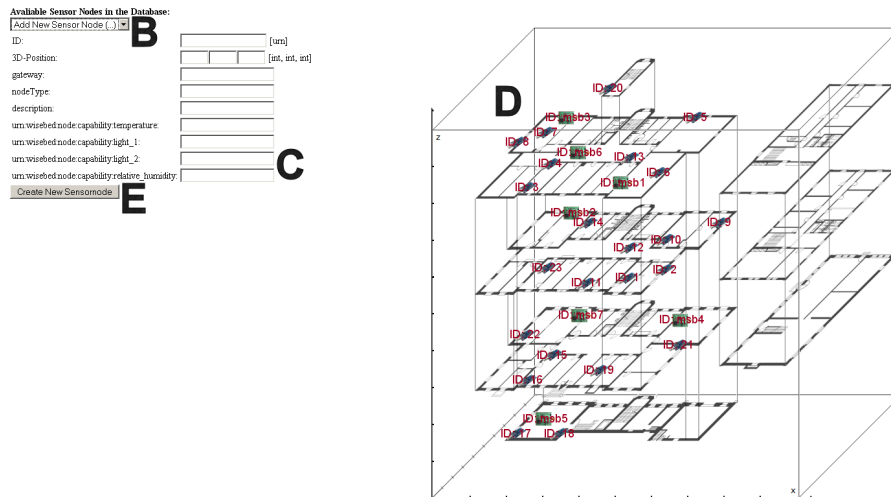 Avaliable Sensor Nodes in the Database:
Add New Sensor Node (..)
B
ID: [urn]
3D-Position: [int, int, int]
gateway:
nodeType:
description:
urn:wisebed:node:capability:temperature:
urn:wisebed:node:capability:light_1:
urn:wisebed:node:capability:light_2:
urn:wisebed:node:capability:relative_humidity:
C
Create New Sensornode
E
D
z
ID:20
ID:msb3
ID:5
ID:7
ID:8
ID:msb6
ID:13
ID:4
ID:6
ID:msb1
ID:3
ID:msb2
ID:14
ID:9
ID:10
ID:12
ID:23
ID:2
ID:11
ID:1
ID:msb7
ID:msb4
ID:22
ID:21
ID:15
ID:19
ID:16
ID:msb5
ID:17
ID:18
x